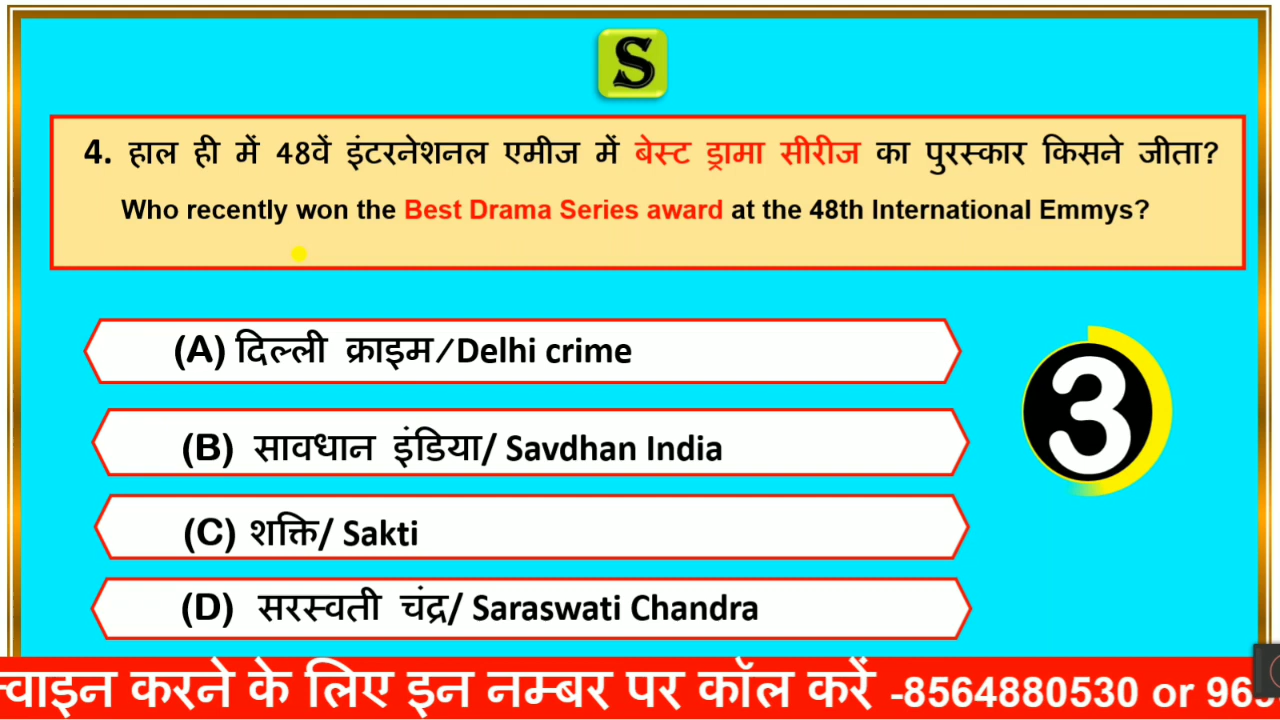 S
4. हाल ही में 48वें इंटरनेशनल एमीज में बेस्ट ड्रामा सीरीज का पुरस्कार किसने जीता?
Who recently won the Best Drama Series award at the 48th International Emmys?
(A) दिल्ली क्राइम/Delhi crime
3
(B) सावधान इंडिया/ Savdhan India
(C) शक्ति/ Sakti
(D) सरस्वती चंद्र/ Saraswati Chandra
करने के लिए इन नम्बर पर कॉल करें -8564880530 or